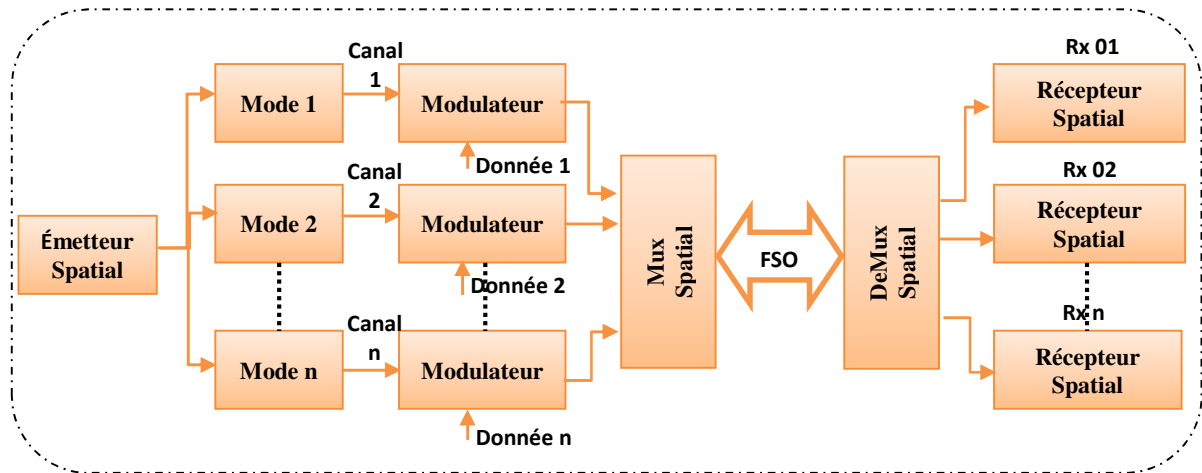 Émetteur
Spatial
Mode 1
Canal
1
Modulateur
Donnée 1
Mode 2
Canal
2
Modulateur
Donnée 2
Mode n
Canal
n
Modulateur
Donnée n
Mux
Spatial
FSO
DeMux
Spatial
Rx 01
Récepteur
Spatial
Rx 02
Récepteur
Spatial
Rx n
Récepteur
Spatial